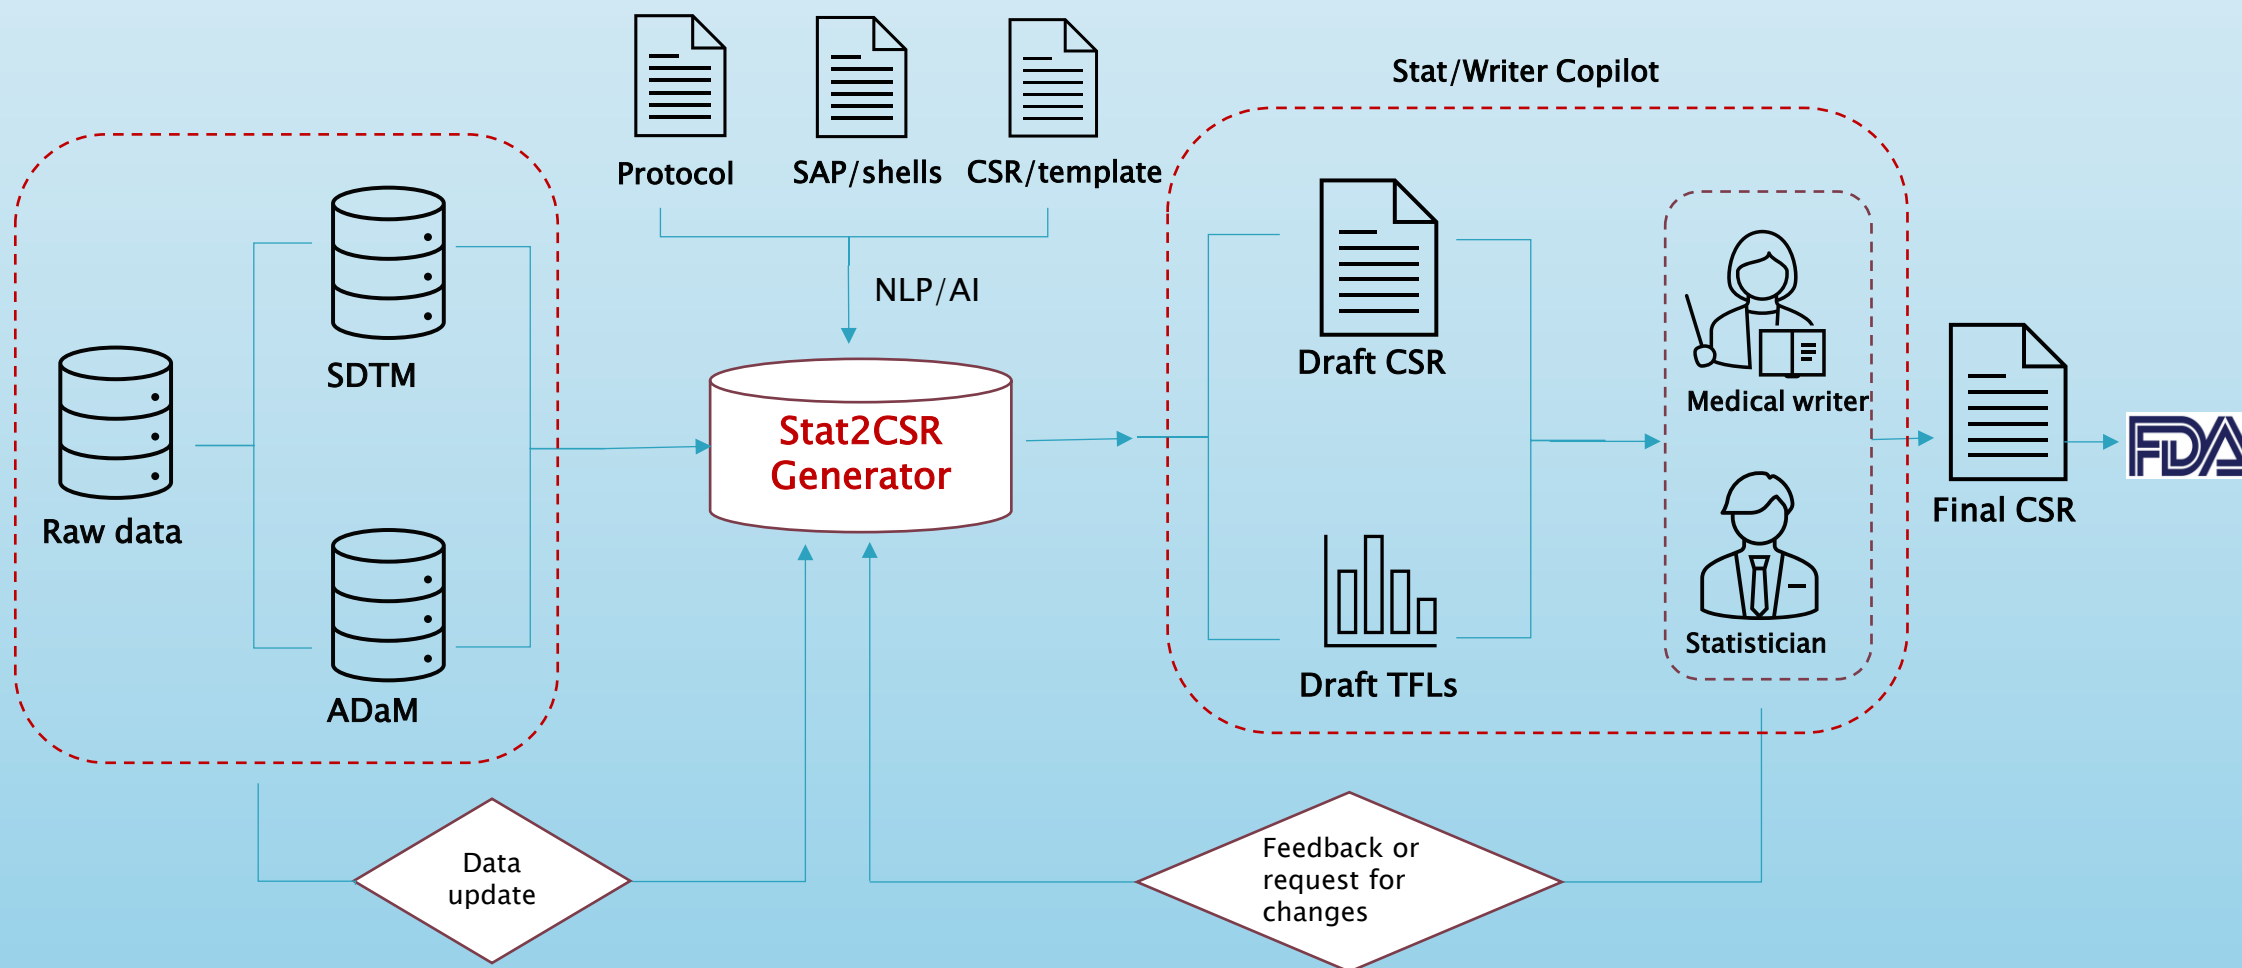 Stat/Writer Copilot
Protocol
SAP/shells
CSR/template
NLP/AI
SDTM
Raw data
ADaM
Stat2CSR
Generator
Draft CSR
Draft TFLs
Medical writer
Statistician
Final CSR
FDA
Data
update
Feedback or
request for
changes